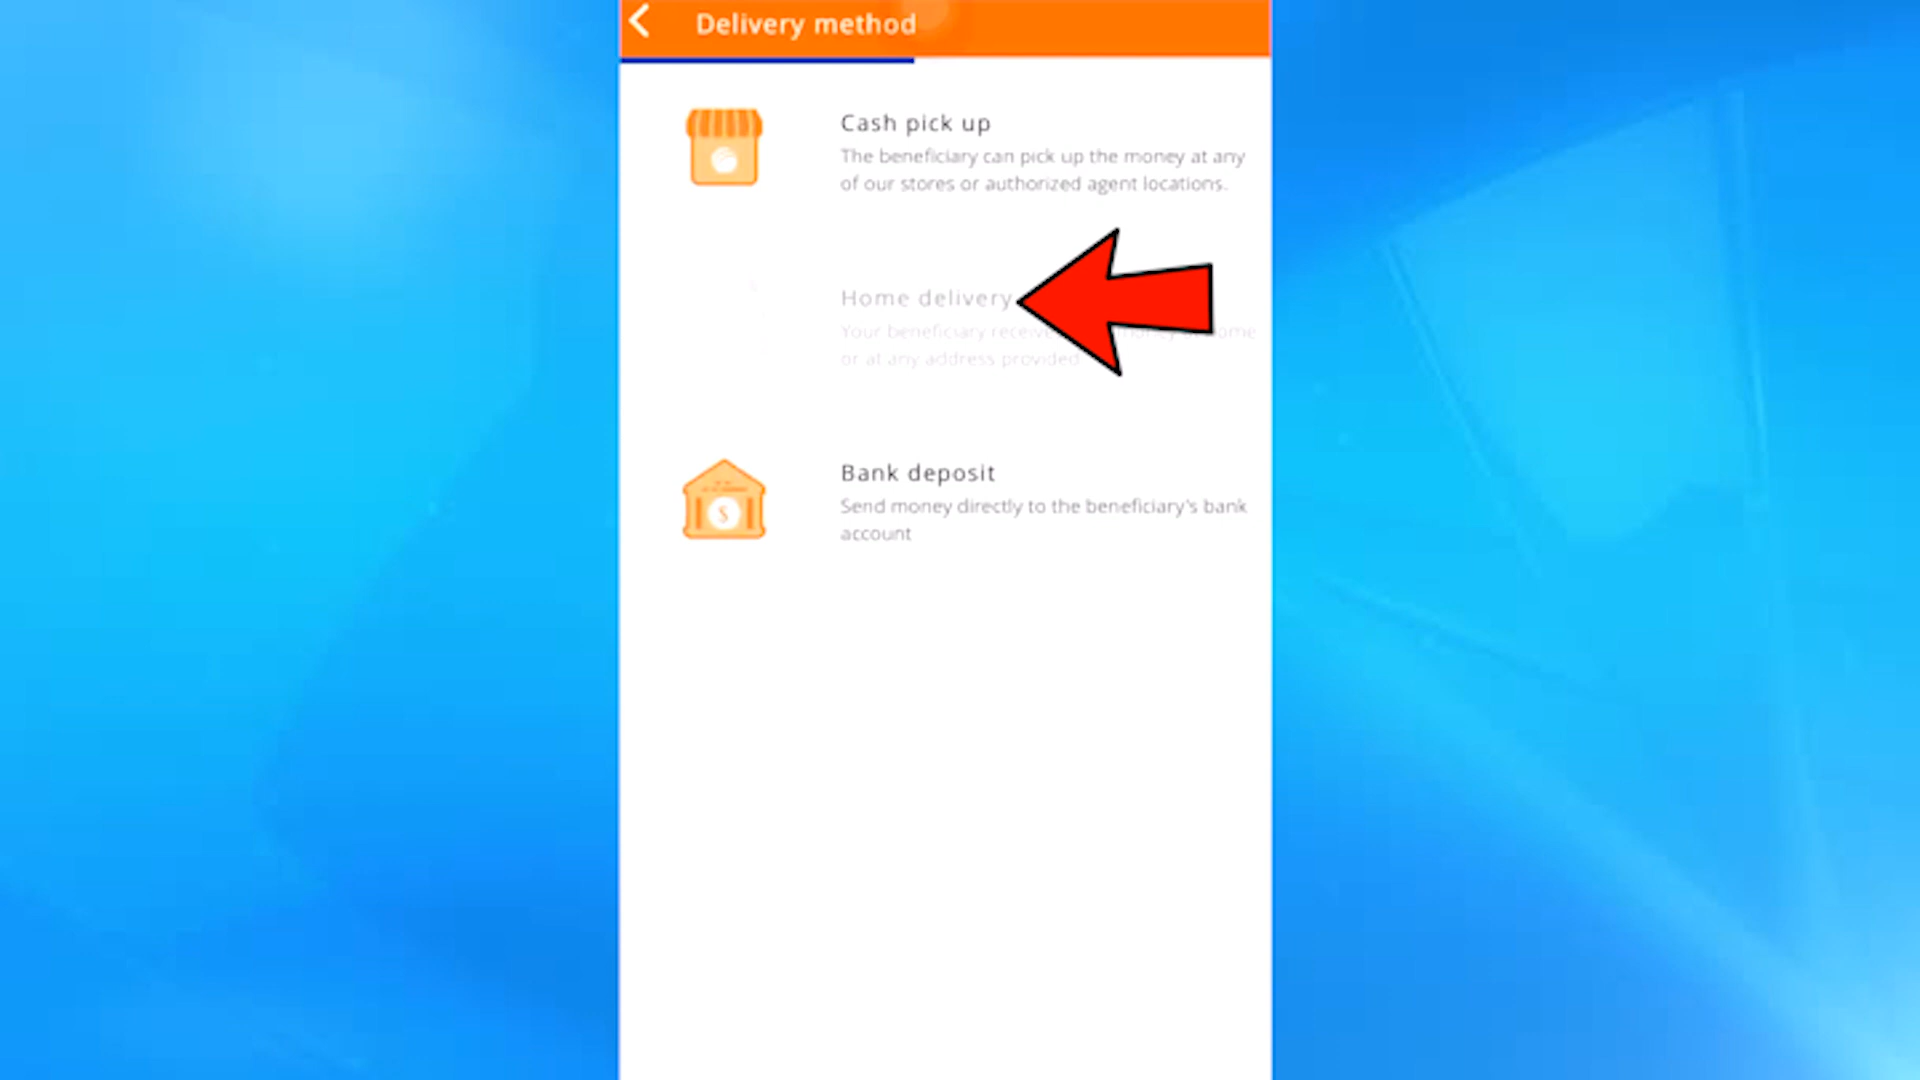 Delivery method
Cash pick up
The beneficiary can pick up the money at any
of our stores or authorized agent locations.
Home delivery
Your beneficiary
or at any address provided
Bank deposit
Send money directly to the beneficiary's bank
account